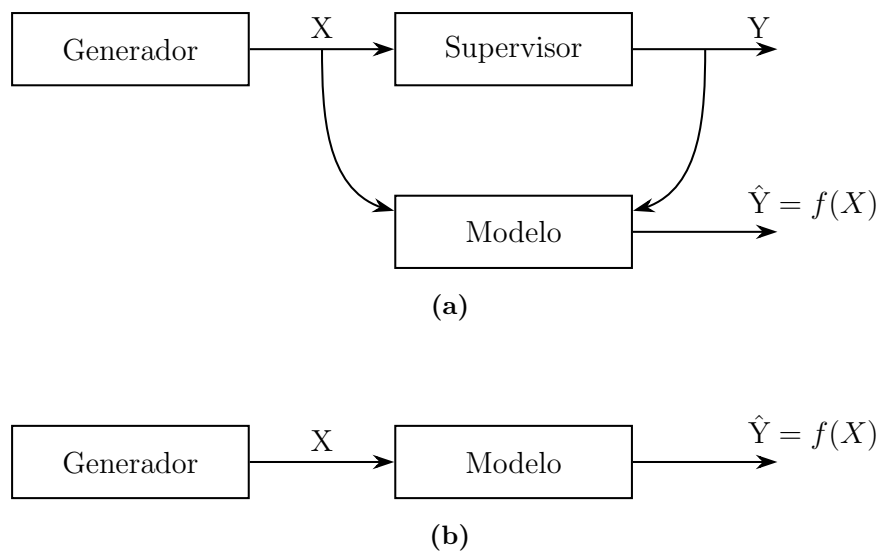 X
Y
Generador
Supervisor
Ŷ = f(X)
Modelo
(a)
X
Ŷ = f(X)
Generador
Modelo
(b)